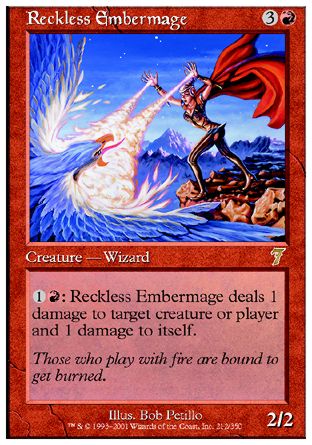 Reckless Embermage 3
Creature — Wizard 7
1 : Reckless Embermage deals 1
damage to target creature or player
and 1 damage to itself.
Those who play with fire are bound to
get burned.
Illus. Bob Petillo
™ & © 1993–2001 Wizards of the Coast, Inc. 212/350
2/2